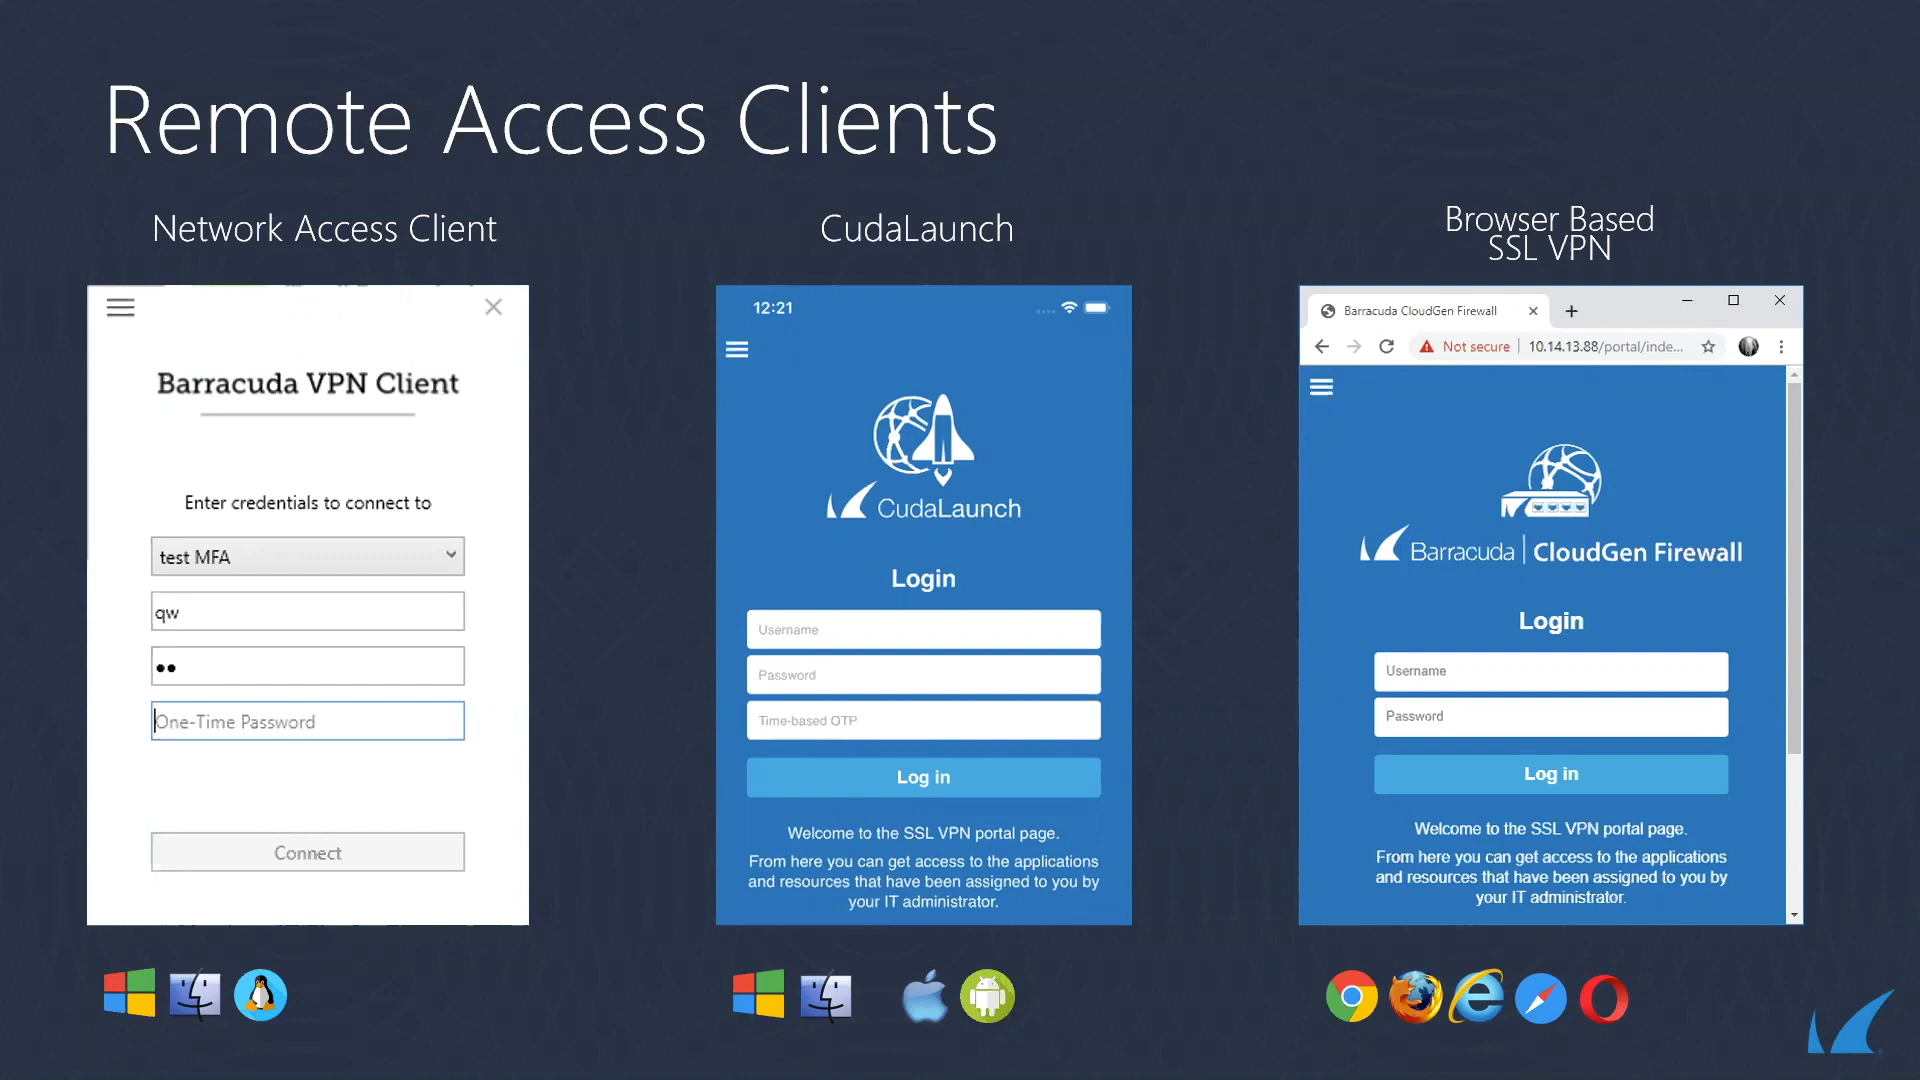 Remote Access Clients
Network Access Client
Barracuda VPN Client
Enter credentials to connect to
test MFA
qw
One-Time Password
Connect
CudaLaunch
12:21
CudaLaunch
Login
Username
Password
Time-based OTP
Log in
Welcome to the SSL VPN portal page.
From here you can get access to the applications
and resources that have been assigned to you by
your IT administrator.
Browser Based
SSL VPN
Barracuda CloudGen Firewall
Not secure
10.14.13.88/portal/inde...
Barracuda | CloudGen Firewall
Login
Username
Password
Log in
Welcome to the SSL VPN portal page.
From here you can get access to the applications
and resources that have been assigned to you by
your IT administrator.